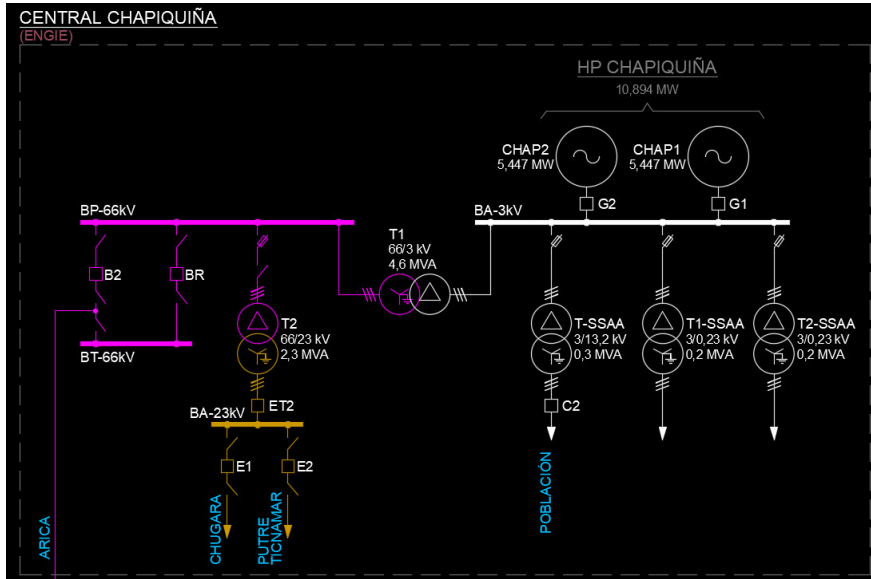 CENTRAL CHAPIQUIÑA
(ENGIE)
HP CHAPIQUIÑA
10,894 MW
CHAP2
5,447 MW
CHAP1
5,447 MW
G2
G1
BP-66kV
BA-3kV
T1
66/3 kV
4,6 MVA
B2
BR
T2
66/23 kV
2,3 MVA
T-SSAA
3/13,2 kV
0,3 MVA
T1-SSAA
3/0,23 kV
0,2 MVA
T2-SSAA
3/0,23 kV
0,2 MVA
BT-66kV
ET2
C2
BA-23kV
E1
E2
ARICA
CHUGARA
PUTRE
TICNAMAR
POBLACIÓN